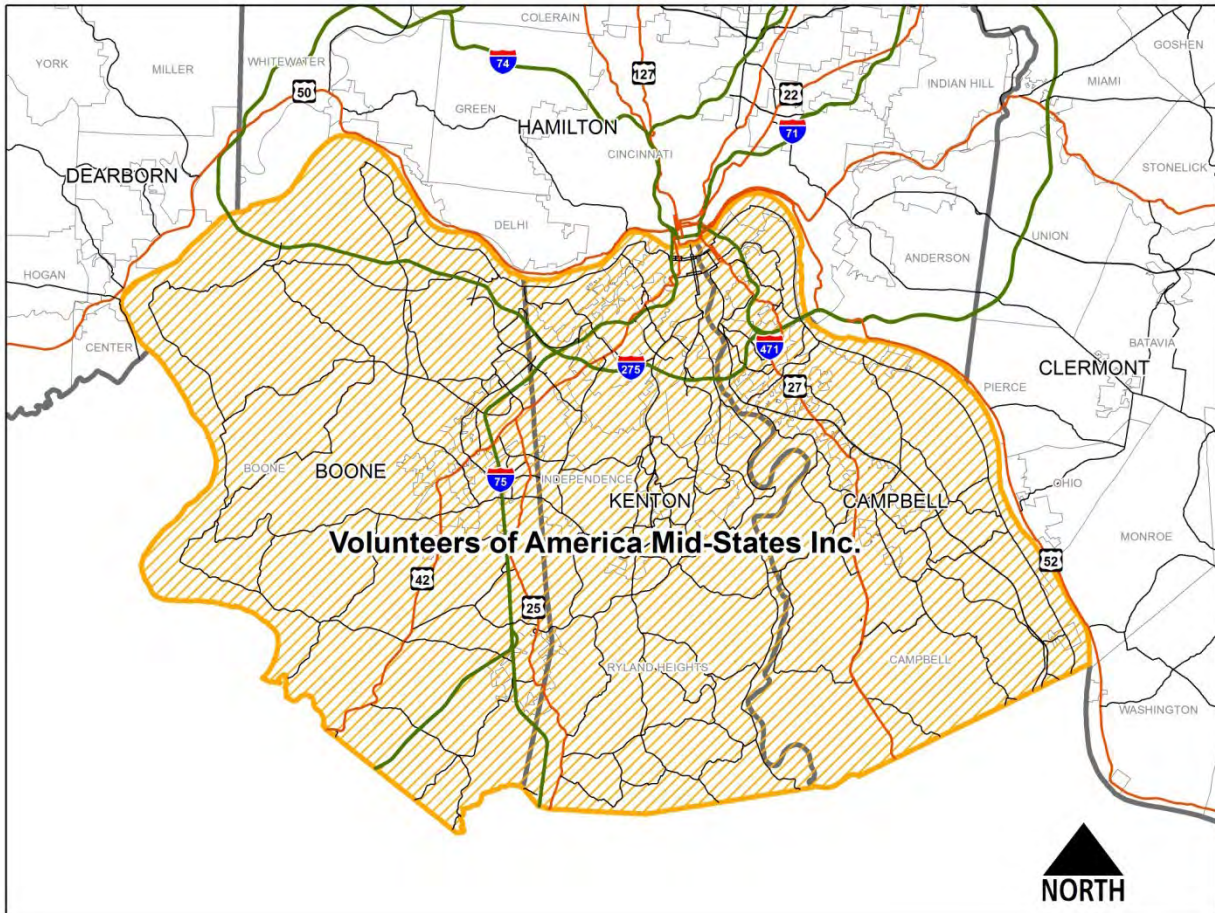 COLERAIN
GOSHEN
YORK
MILLER
WHITEWATER
74
127
INDIAN HILL
MIAMI
50
22
GREEN
HAMILTON
71
CINCINNATI
DEARBORN
STONELICK
DELHI
UNION
HOGAN
ANDERSON
CENTER
471
BATAVIA
275
CLERMONT
27
PIERCE
BOONE
BOONE
75
INDEPENDENCE
OHIO
KENTON
CAMPBELL
MONROE
Volunteers of America Mid-States Inc.
52
42
25
RYLAND HEIGHTS
CAMPBELL
WASHINGTON
NORTH